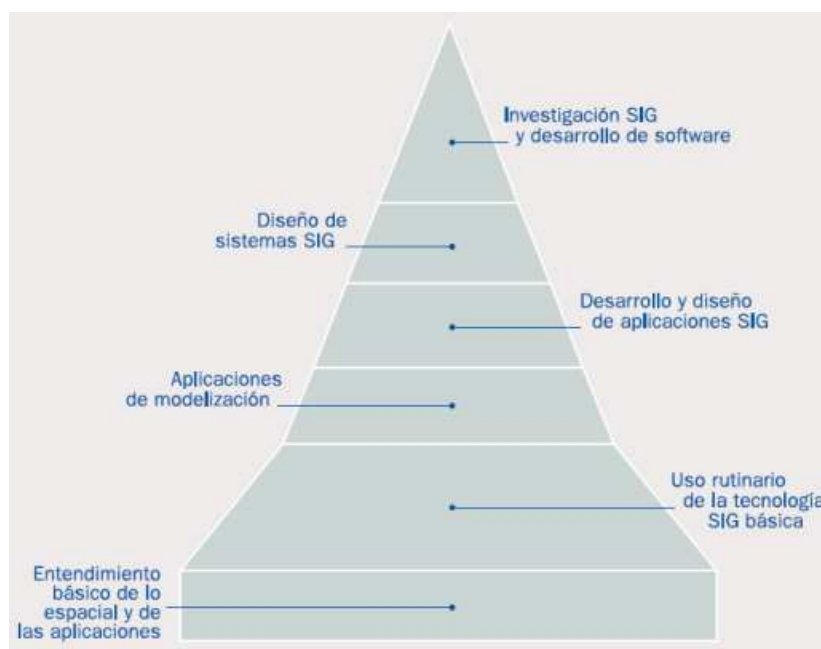 Investigación SIG
y desarrollo de software
Diseño de
sistemas SIG
Desarrollo y diseño
de aplicaciones SIG
Aplicaciones
de modelización
Uso rutinario
de la tecnología
SIG básica
Entendimiento
básico de lo
espacial y de
las aplicaciones